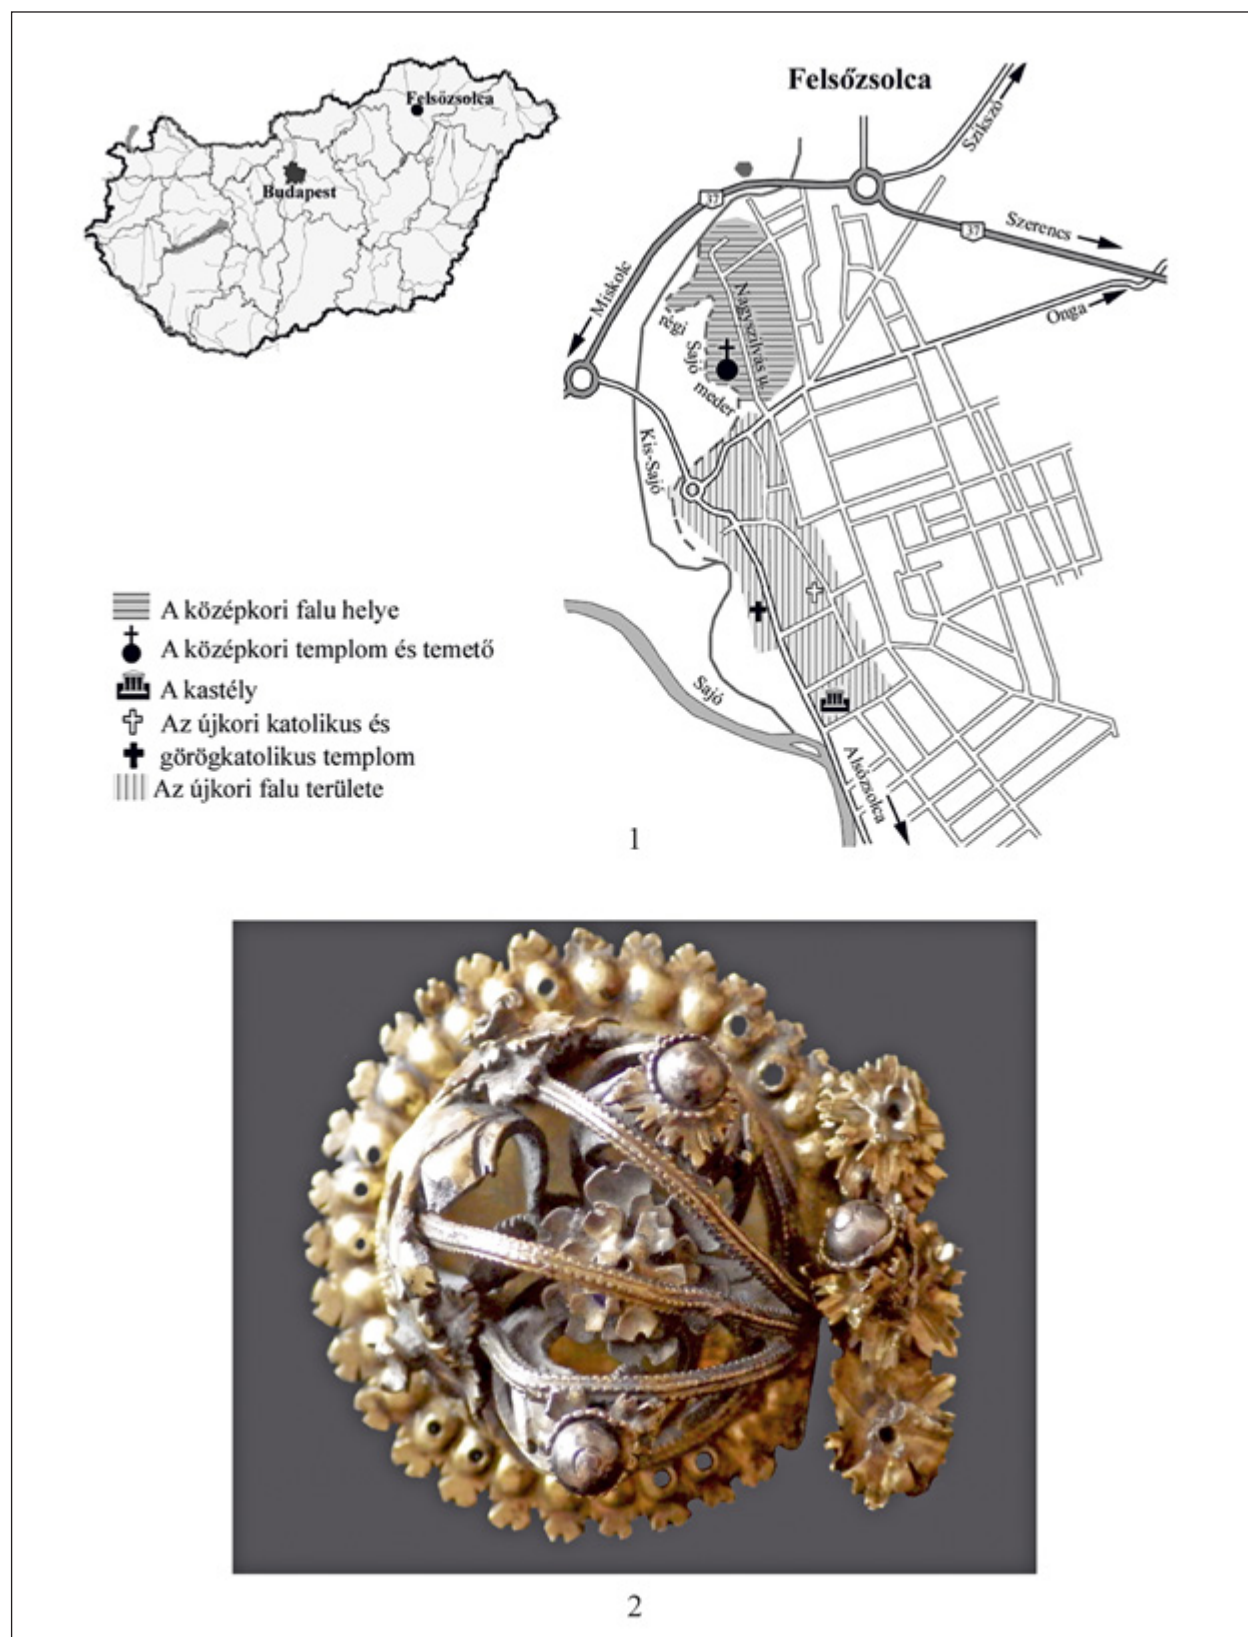 Felsőzsolca
Budapest
Felsőzsolca
Szikszó
37
37
Szerencs
Miskolc
Onga
Nagyszilvás u.
régi
Sajó
meder
Kis-Sajó
Sajó
Alsózsolca
A középkori falu helye
A középkori templom és temető
A kastély
Az újkori katolikus és
görögkatolikus templom
Az újkori falu területe
1
2